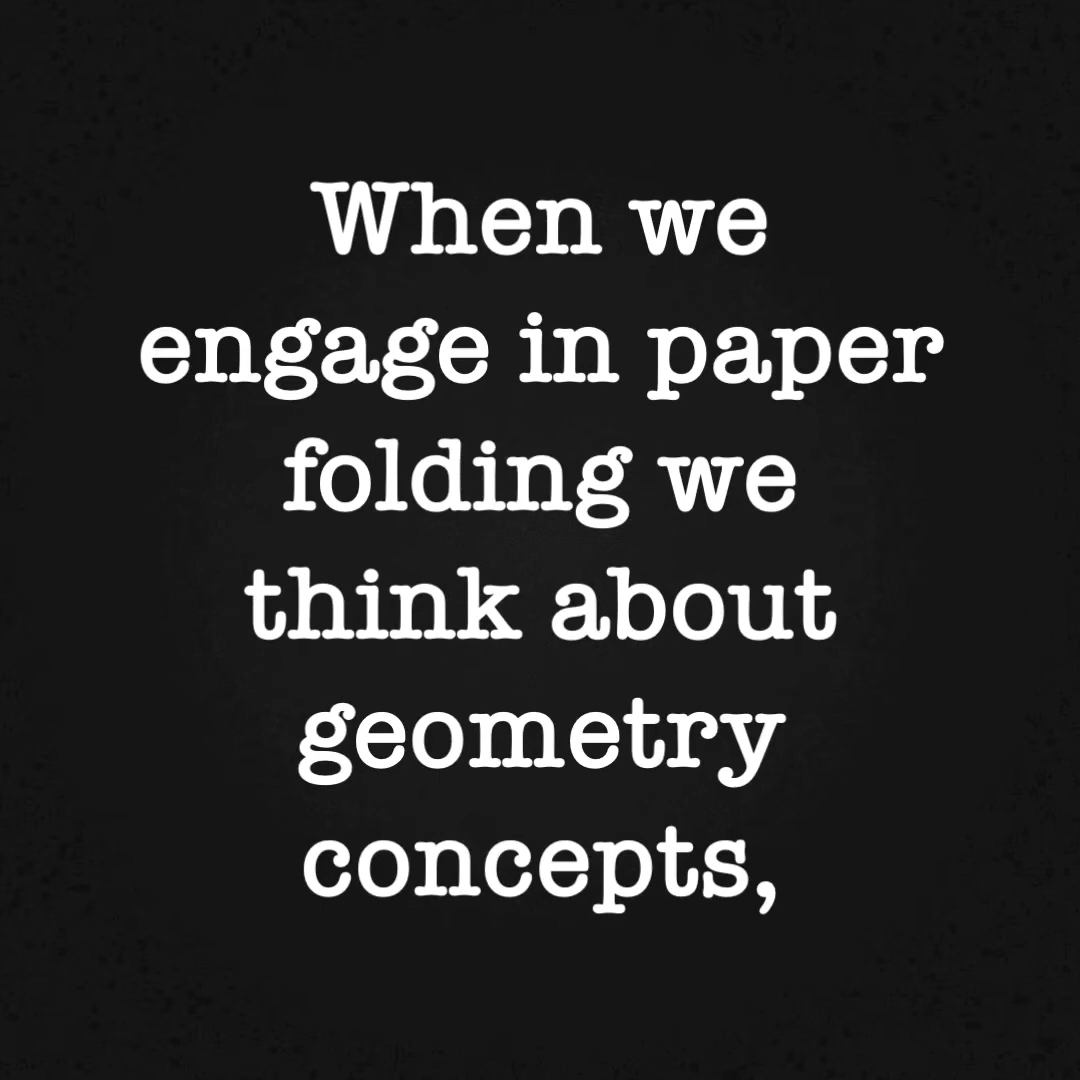 When we
engage in paper
folding we
think about
geometry
concepts,